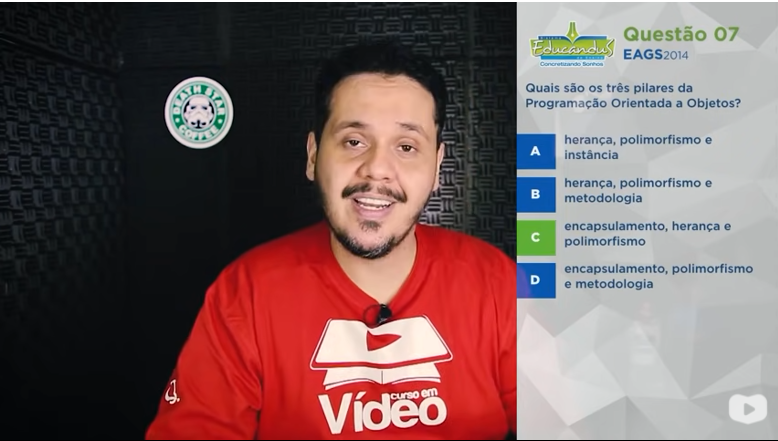 DEATH STAR
COFFEE
curso em
Vídeo
Educandus
Concretizando Sonhos
Questão 07
EAGS2014
Quais são os três pilares da
Programação Orientada a Objetos?
A
herança, polimorfismo e
instância
B
herança, polimorfismo e
metodologia
C
encapsulamento, herança e
polimorfismo
D
encapsulamento, polimorfismo
e metodologia